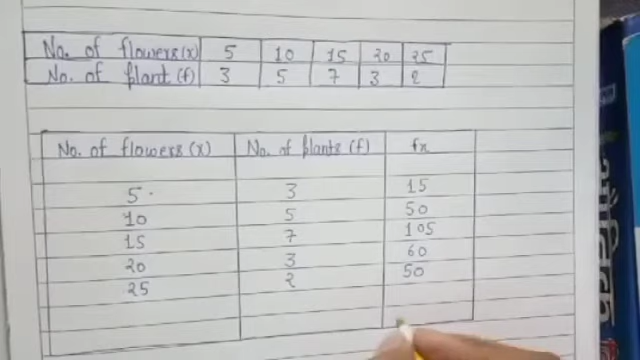 No. of flowers(x) 5 10 15 20 25
No. of plant (f) 3 5 7 3 2
No. of flowers (x) No. of plants (f) fx
5 3 15
10 5 50
15 7 105
20 3 60
25 2 50